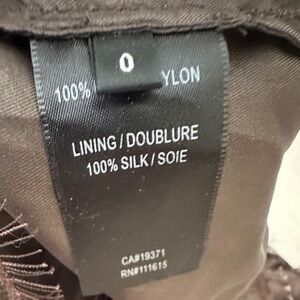 0
100% YLON
LINING / DOUBLURE
100% SILK / SOIE
CA#19371
RN#111615